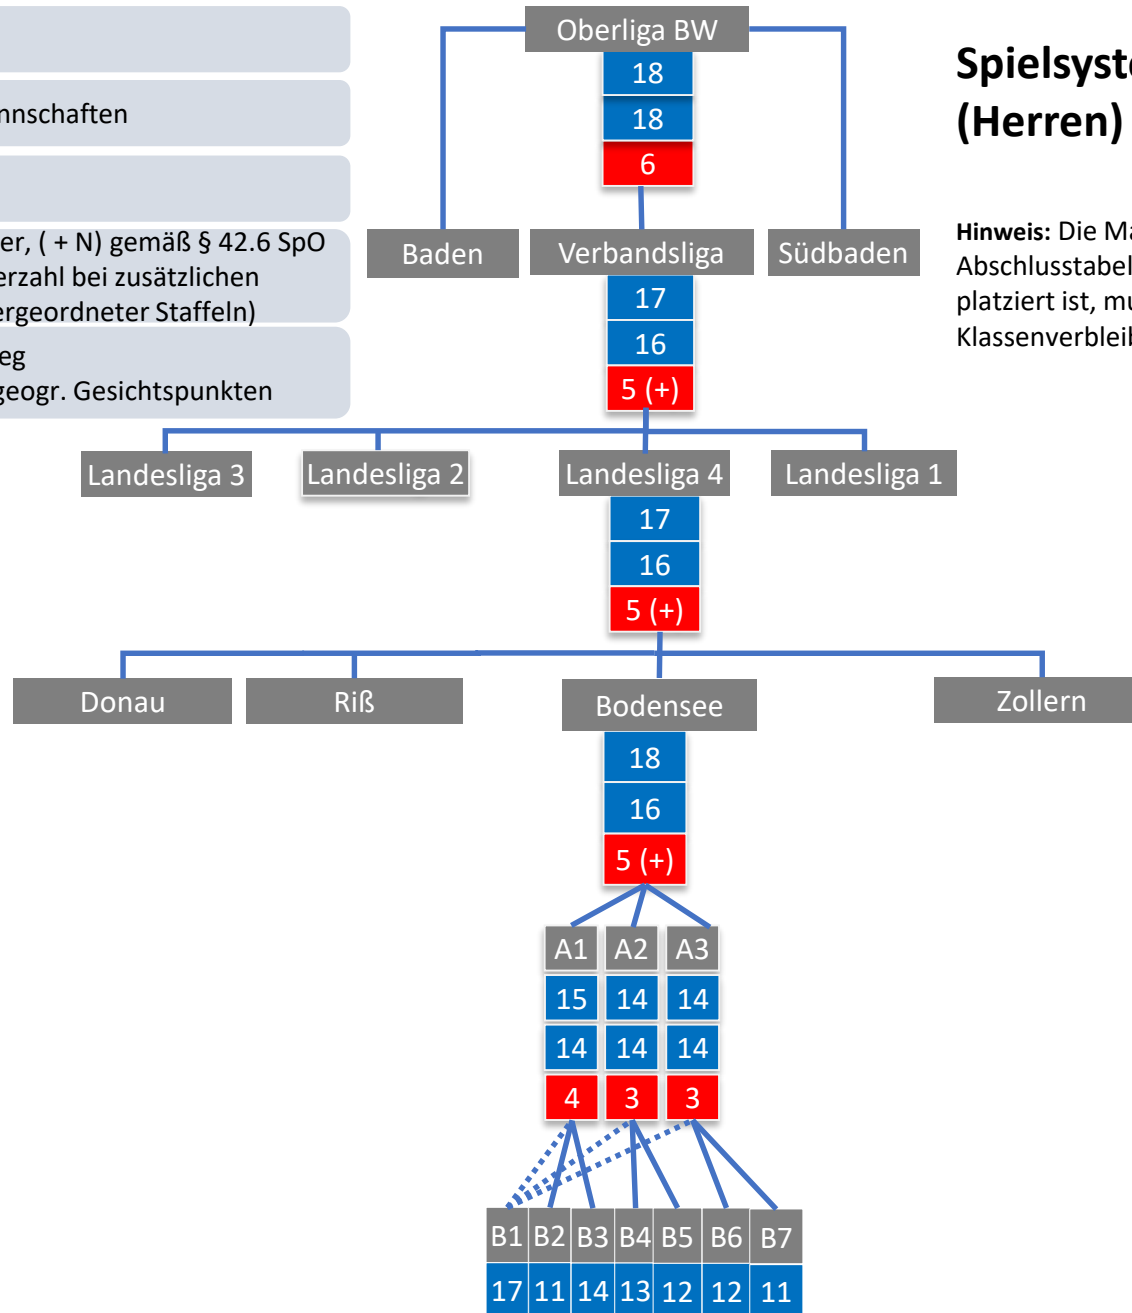 Oberliga BW
18
18
6
nnschaften
er, ( + N) gemäß § 42.6 SpO
erzahl bei zusätzlichen
ergeordneter Staffeln)
eg
geogr. Gesichtspunkten
Spielsyste
(Herren)
Hinweis: Die Ma
Abschlusstabel
platziert ist, mu
Klassenverbleib
Baden
Verbandsliga
Südbaden
17
16
5 (+)
Landesliga 3
Landesliga 2
Landesliga 4
Landesliga 1
17
16
5 (+)
Donau
Riß
Bodensee
Zollern
18
16
5 (+)
A1 A2 A3
15 14 14
14 14 14
4 3 3
B1 B2 B3 B4 B5 B6 B7
17 11 14 13 12 12 11